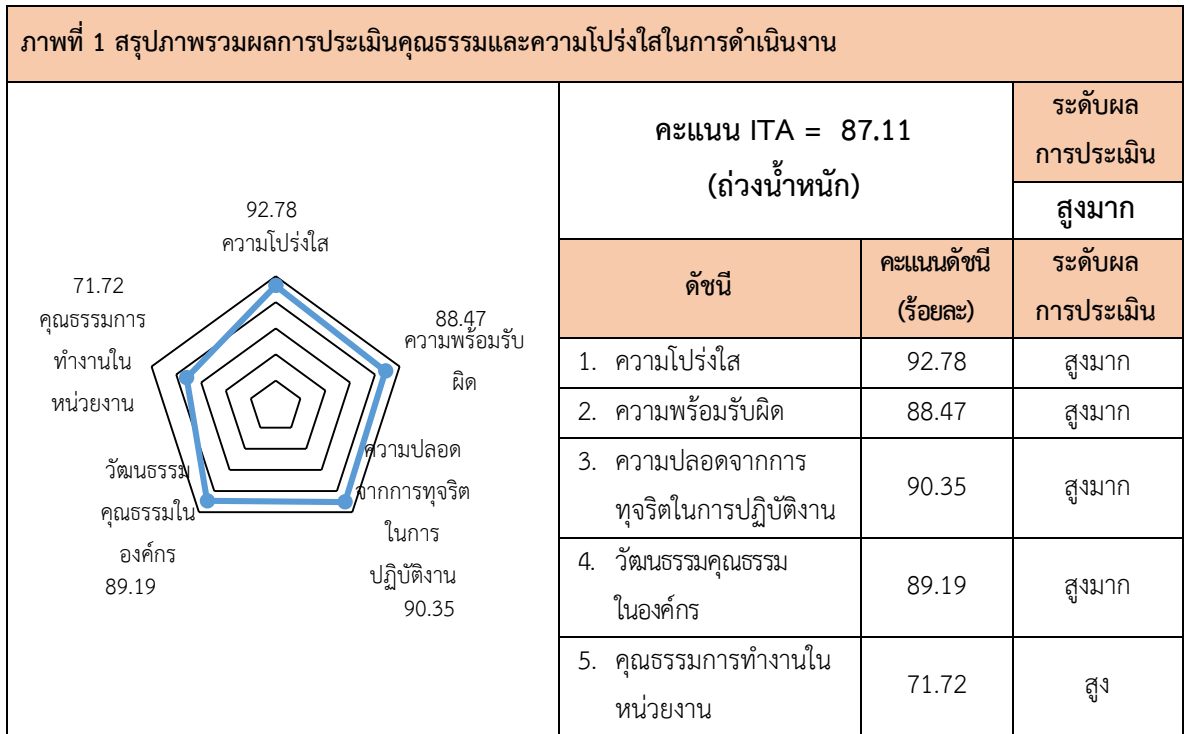 ภาพที่ 1 สรุปภาพรวมผลการประเมินคุณธรรมและความโปร่งใสในการดำเนินงาน
92.78
ความโปร่งใส
88.47
ความพร้อมรับ
ผิด
ความปลอด
จากการทุจริต
ในการ
ปฏิบัติงาน
90.35
วัฒนธรรม
คุณธรรมใน
องค์กร
89.19
71.72
คุณธรรมการ
ทำงานใน
หน่วยงาน
คะแนน ITA = 87.11
(ถ่วงน้ำหนัก)
ระดับผล
การประเมิน
สูงมาก
ดัชนี
คะแนนดัชนี
(ร้อยละ)
ระดับผล
การประเมิน
1. ความโปร่งใส 92.78 สูงมาก
2. ความพร้อมรับผิด 88.47 สูงมาก
3. ความปลอดจากการ
ทุจริตในการปฏิบัติงาน
90.35 สูงมาก
4. วัฒนธรรมคุณธรรม
ในองค์กร
89.19 สูงมาก
5. คุณธรรมการทำงานใน
หน่วยงาน
71.72 สูง